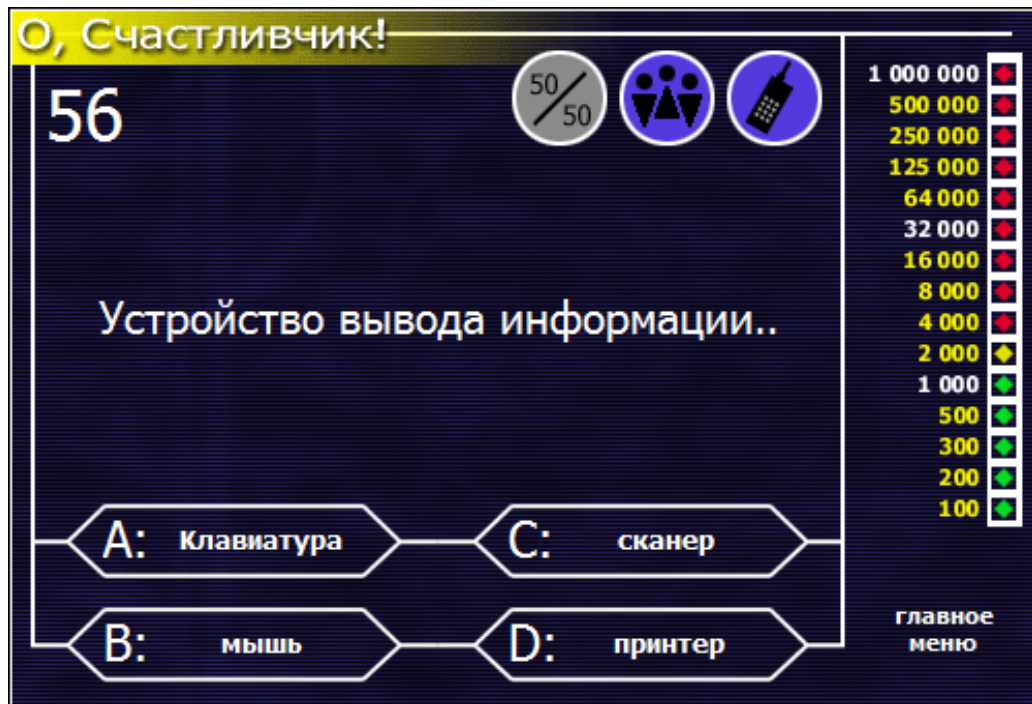 О, Счастливчик!
56
50/50
Устройство вывода информации..
A: Клавиатура
C: сканер
B: мышь
D: принтер
1 000 000
500 000
250 000
125 000
64 000
32 000
16 000
8 000
4 000
2 000
1 000
500
300
200
100
главное
меню